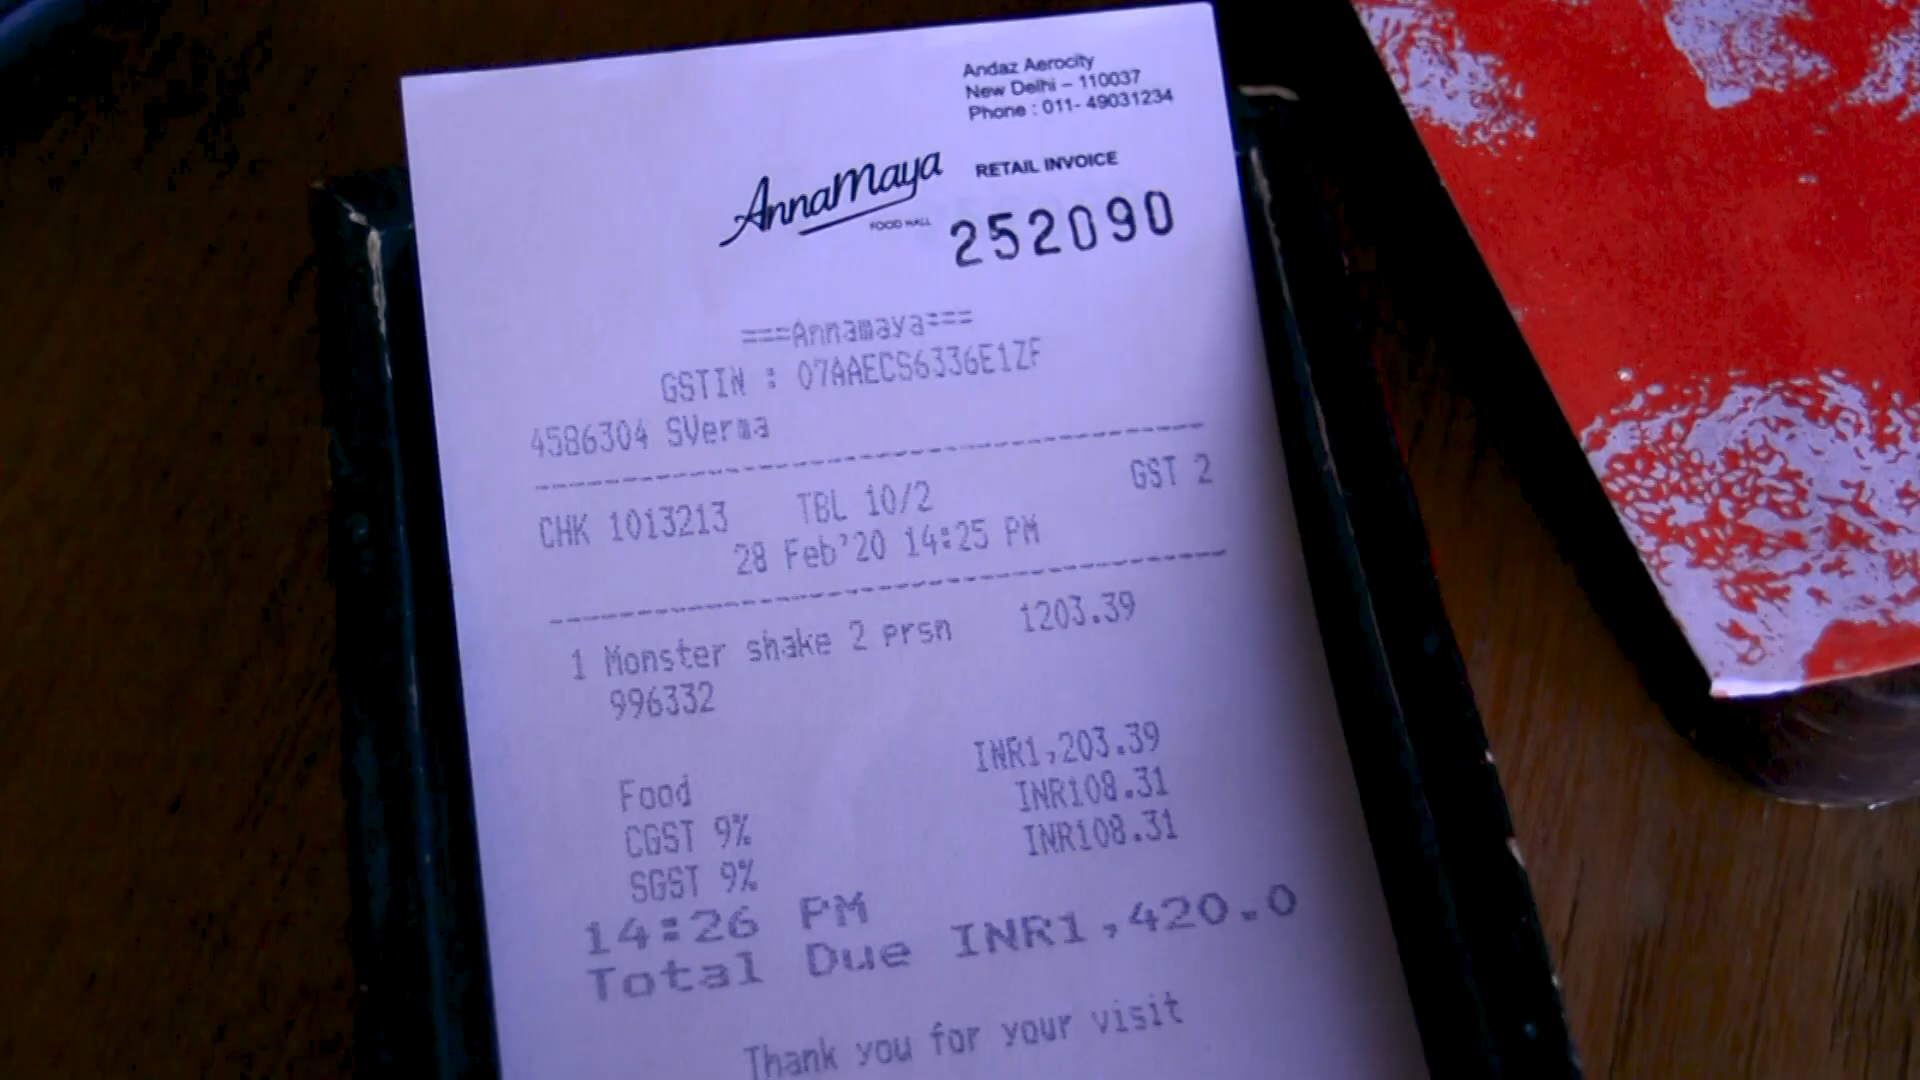 Andaz Aerocity
New Delhi – 110037
Phone : 011- 49031234
AnnaMaya
FOOD HALL
RETAIL INVOICE
252090
===Annamaya===
GSTIN : 07AAECS6336E1ZF
4586304 SVerma
CHK 1013213 TBL 10/2 GST 2
28 Feb'20 14:25 PM
1 Monster shake 2 prsn 1203.39
996332
Food INR1,203.39
CGST 9% INR108.31
SGST 9% INR108.31
14:26 PM
Total Due INR1,420.0
Thank you for your visit